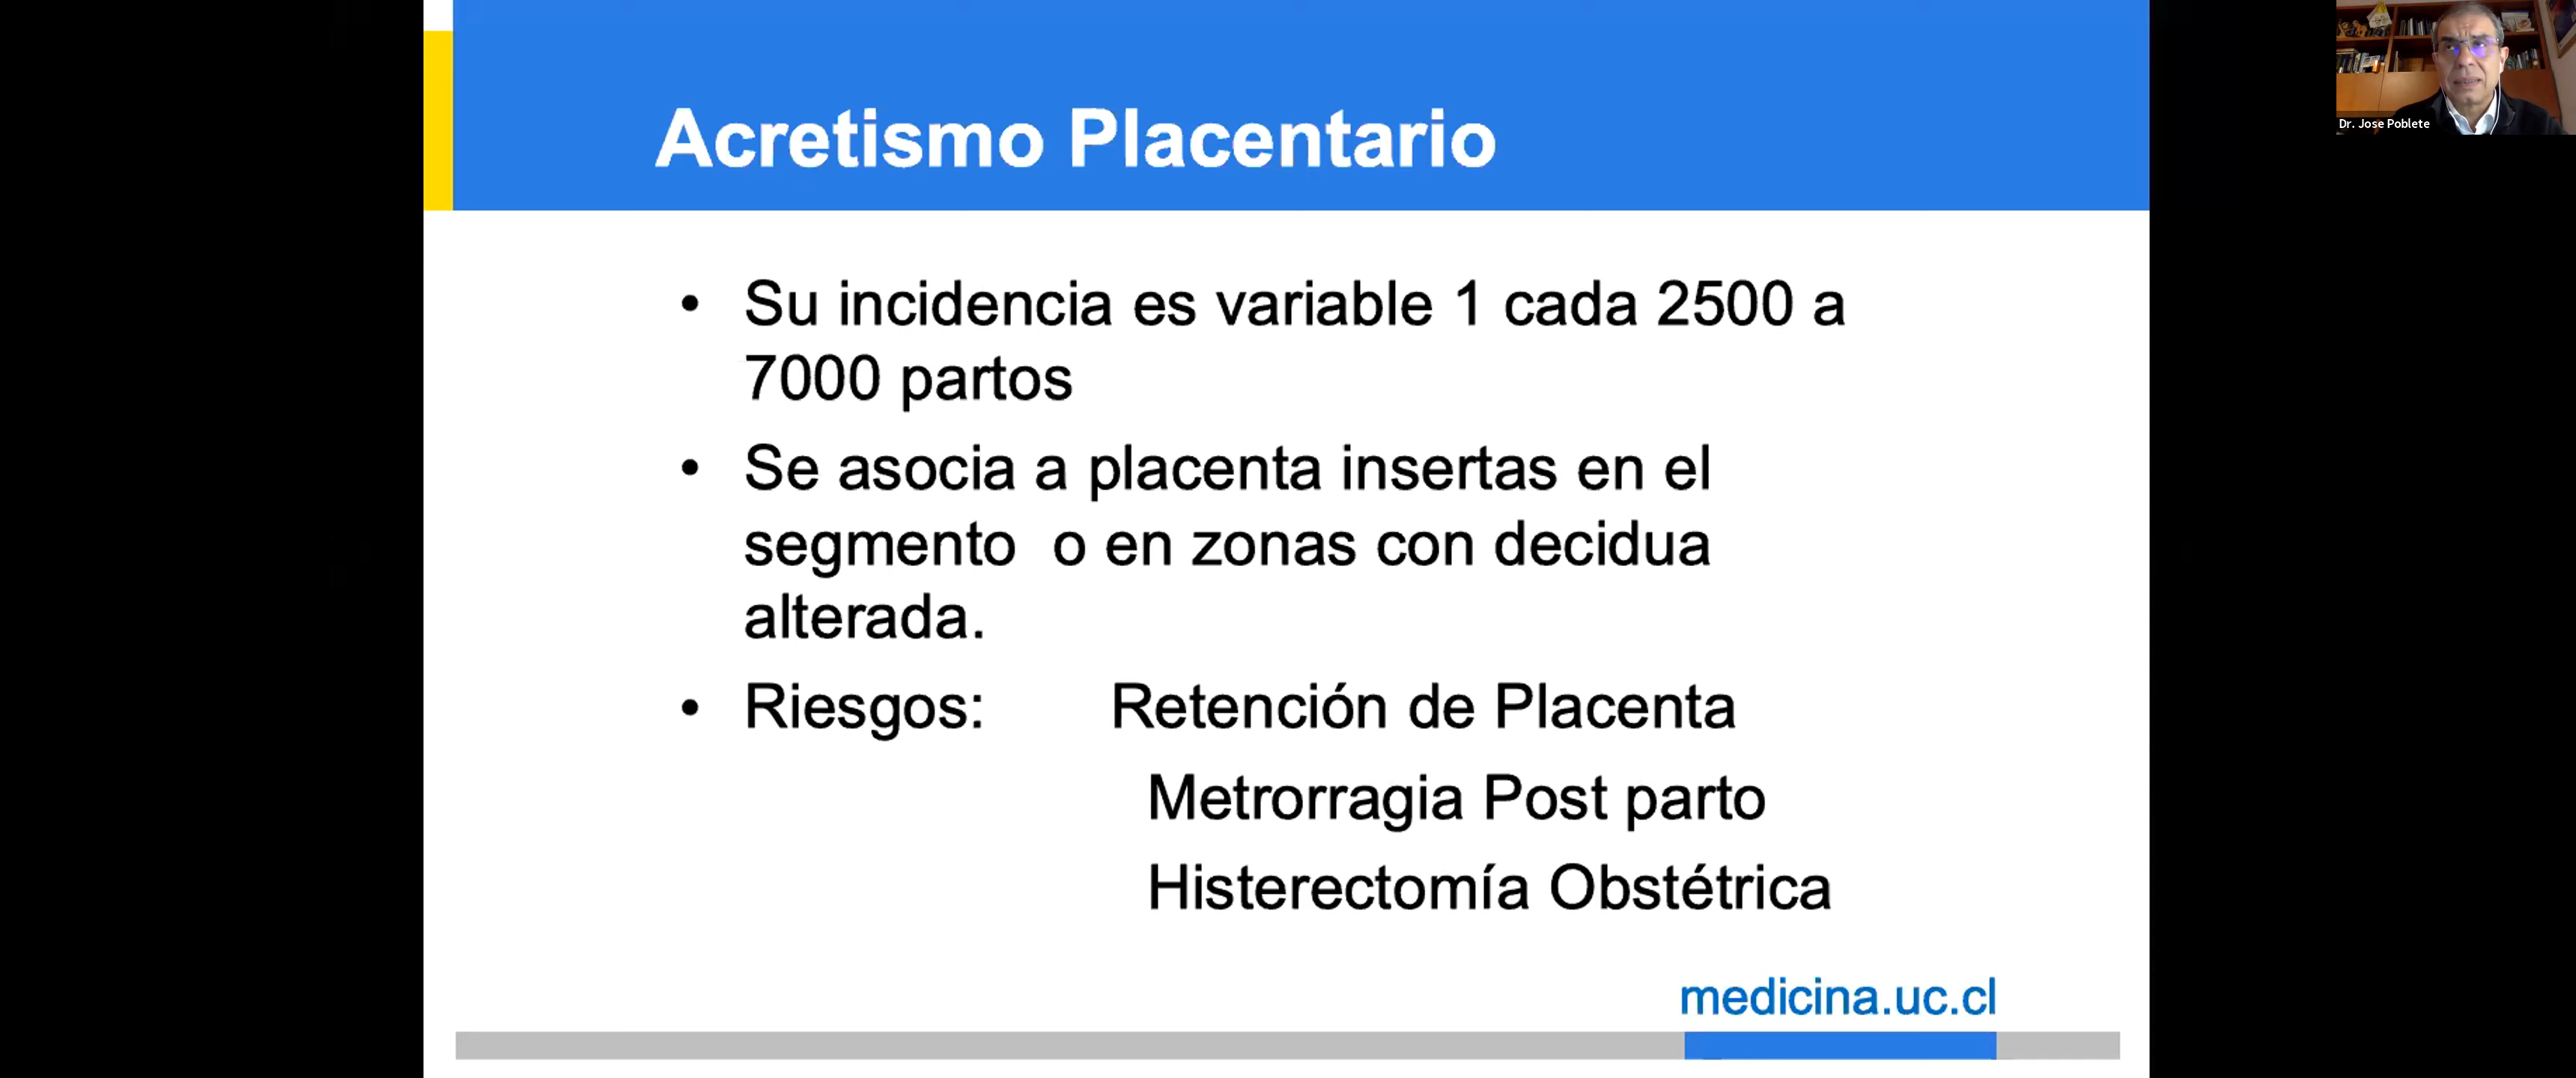 Acretismo Placentario
Dr. Jose Poblete
• Su incidencia es variable 1 cada 2500 a
7000 partos
• Se asocia a placenta insertas en el
segmento o en zonas con decidua
alterada.
• Riesgos: Retención de Placenta
Metrorragia Post parto
Histerectomía Obstétrica
medicina.uc.cl